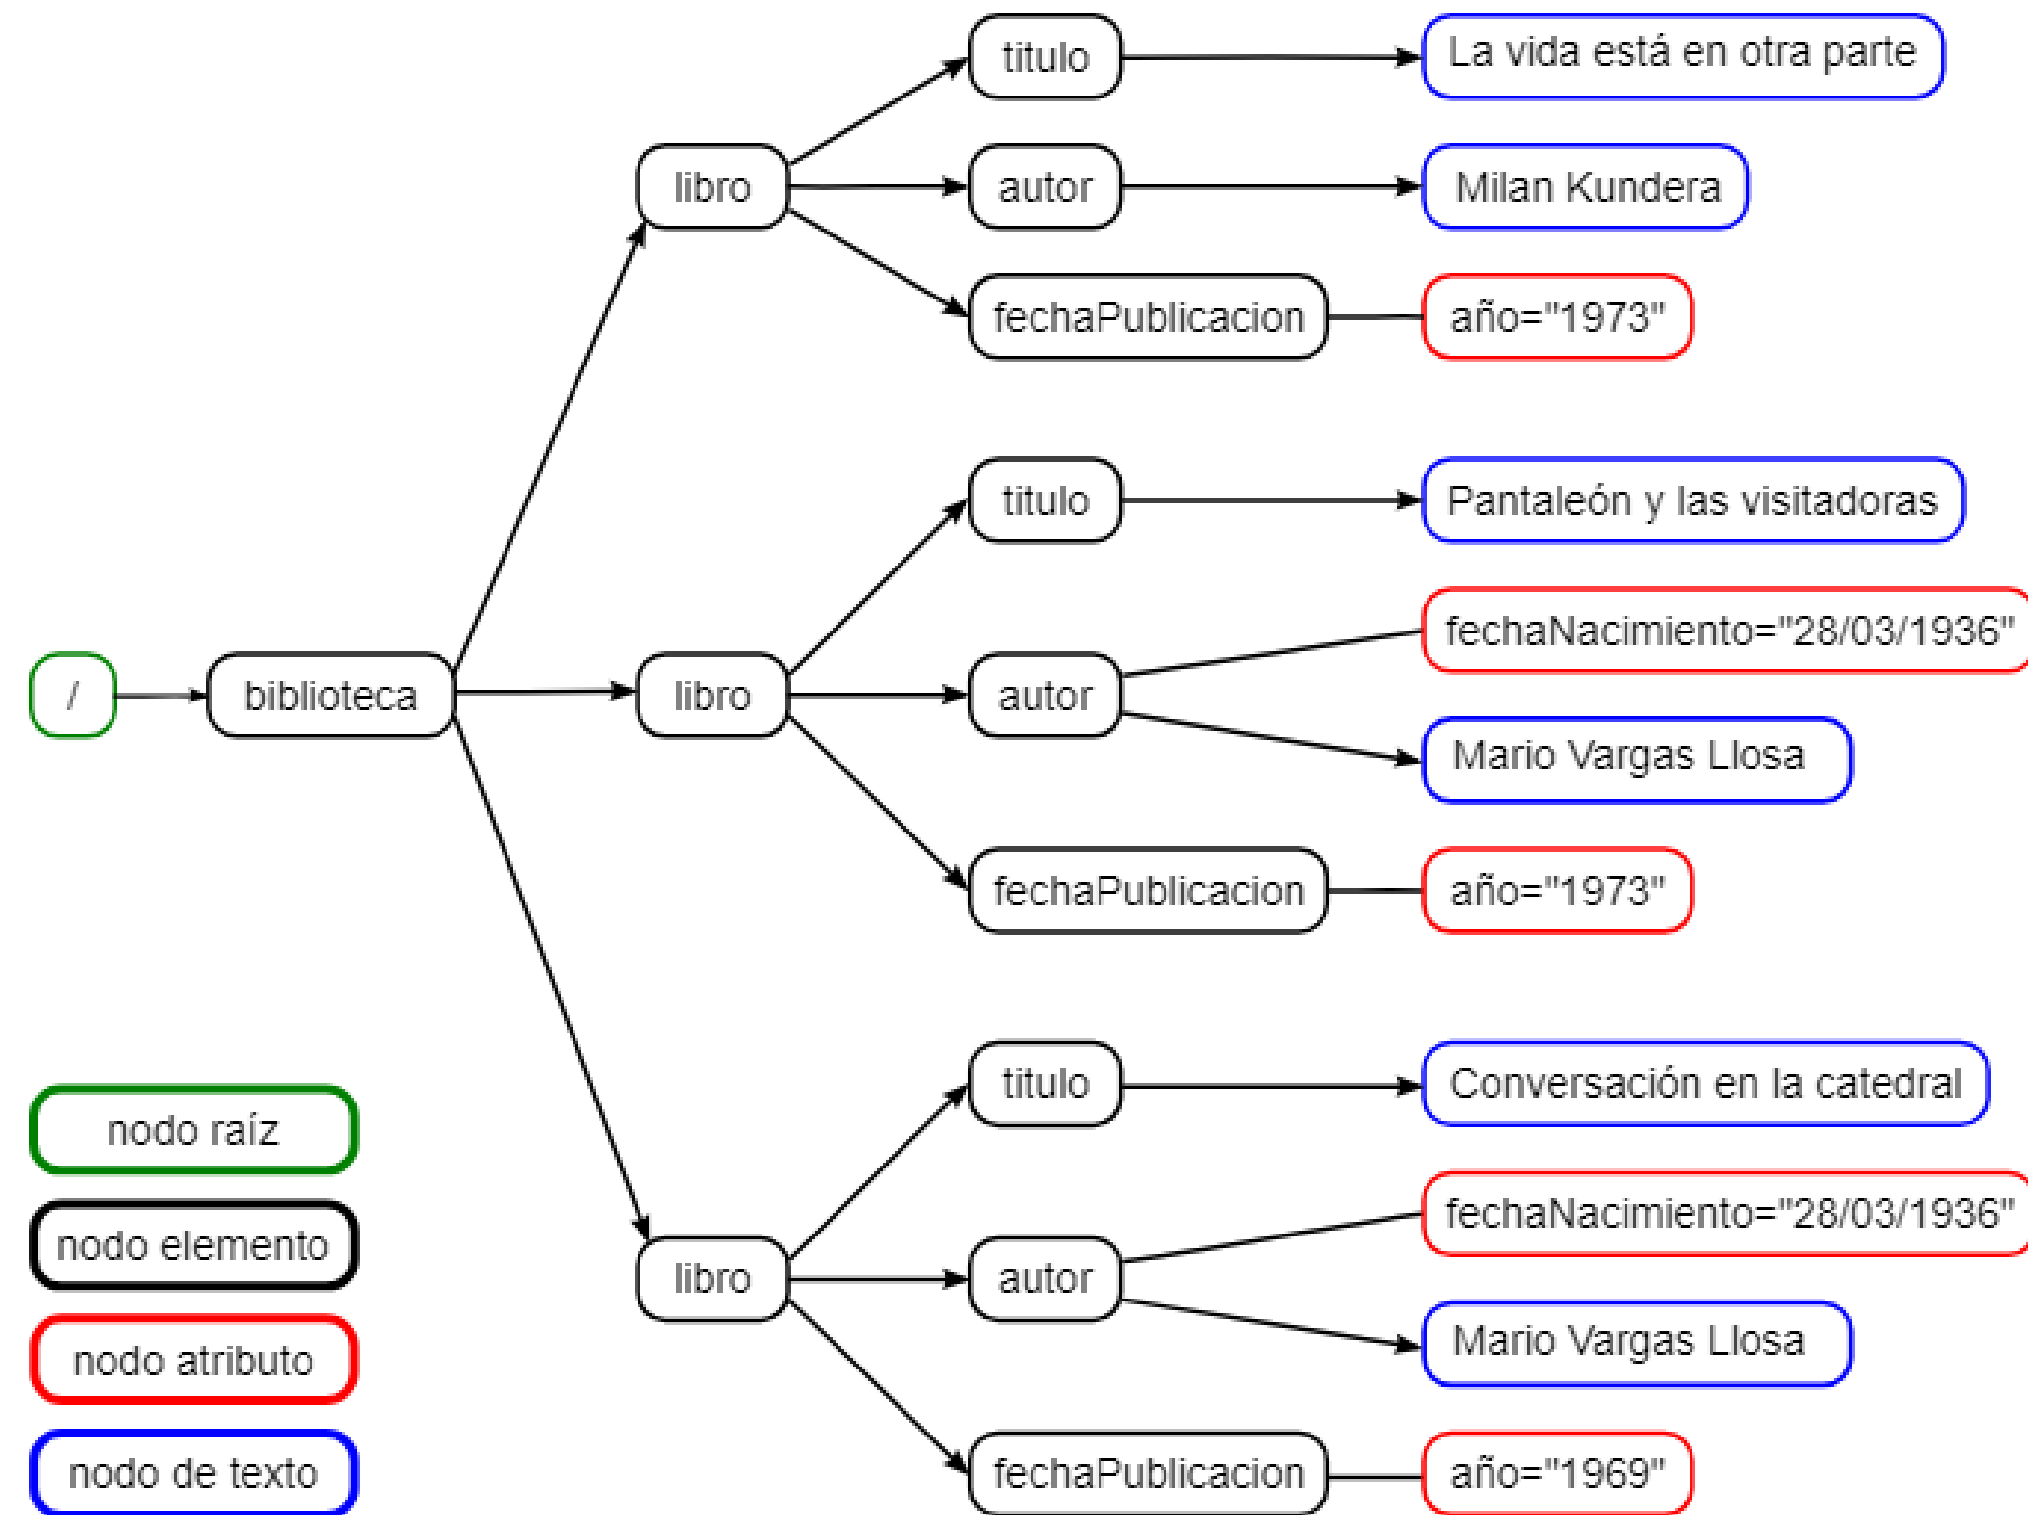 titulo
La vida está en otra parte
libro
autor
Milan Kundera
fechaPublicacion
año="1973"
titulo
Pantaleón y las visitadoras
fechaNacimiento="28/03/1936"
/
biblioteca
libro
autor
Mario Vargas Llosa
fechaPublicacion
año="1973"
titulo
Conversación en la catedral
fechaNacimiento="28/03/1936"
libro
autor
Mario Vargas Llosa
fechaPublicacion
año="1969"
nodo raíz
nodo elemento
nodo atributo
nodo de texto